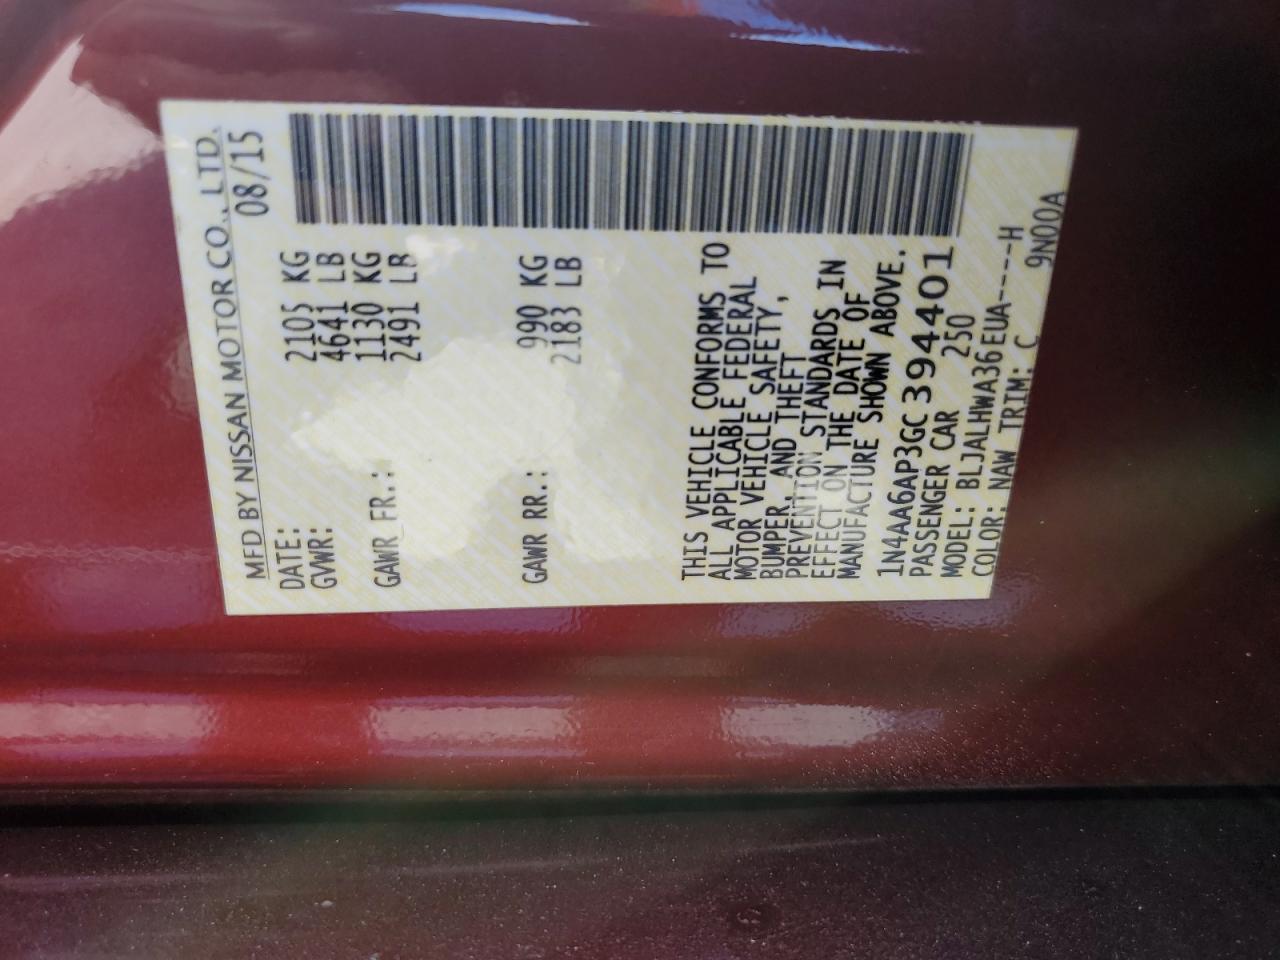 MFD BY NISSAN MOTOR CO., LTD.
DATE: 08/15
GVWR: 2105 KG
4641 LB
GAWR FR.: 1130 KG
2491 LB
GAWR RR.: 990 KG
2183 LB
THIS VEHICLE CONFORMS TO
ALL APPLICABLE FEDERAL
MOTOR VEHICLE SAFETY,
BUMPER, AND THEFT
PREVENTION STANDARDS IN
EFFECT ON THE DATE OF
MANUFACTURE SHOWN ABOVE.
1N4AA6AP3GC394401
PASSENGER CAR 250
MODEL: BLJALHWA36EUA-----H
COLOR: NAW TRIM: C 9N00A